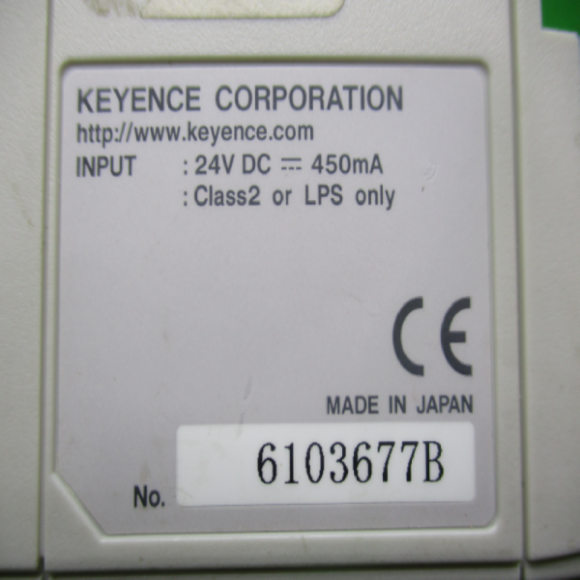 KEYENCE CORPORATION
http://www.keyence.com
INPUT : 24V DC ⎓ 450mA
: Class2 or LPS only
CE
MADE IN JAPAN
No. 6103677B